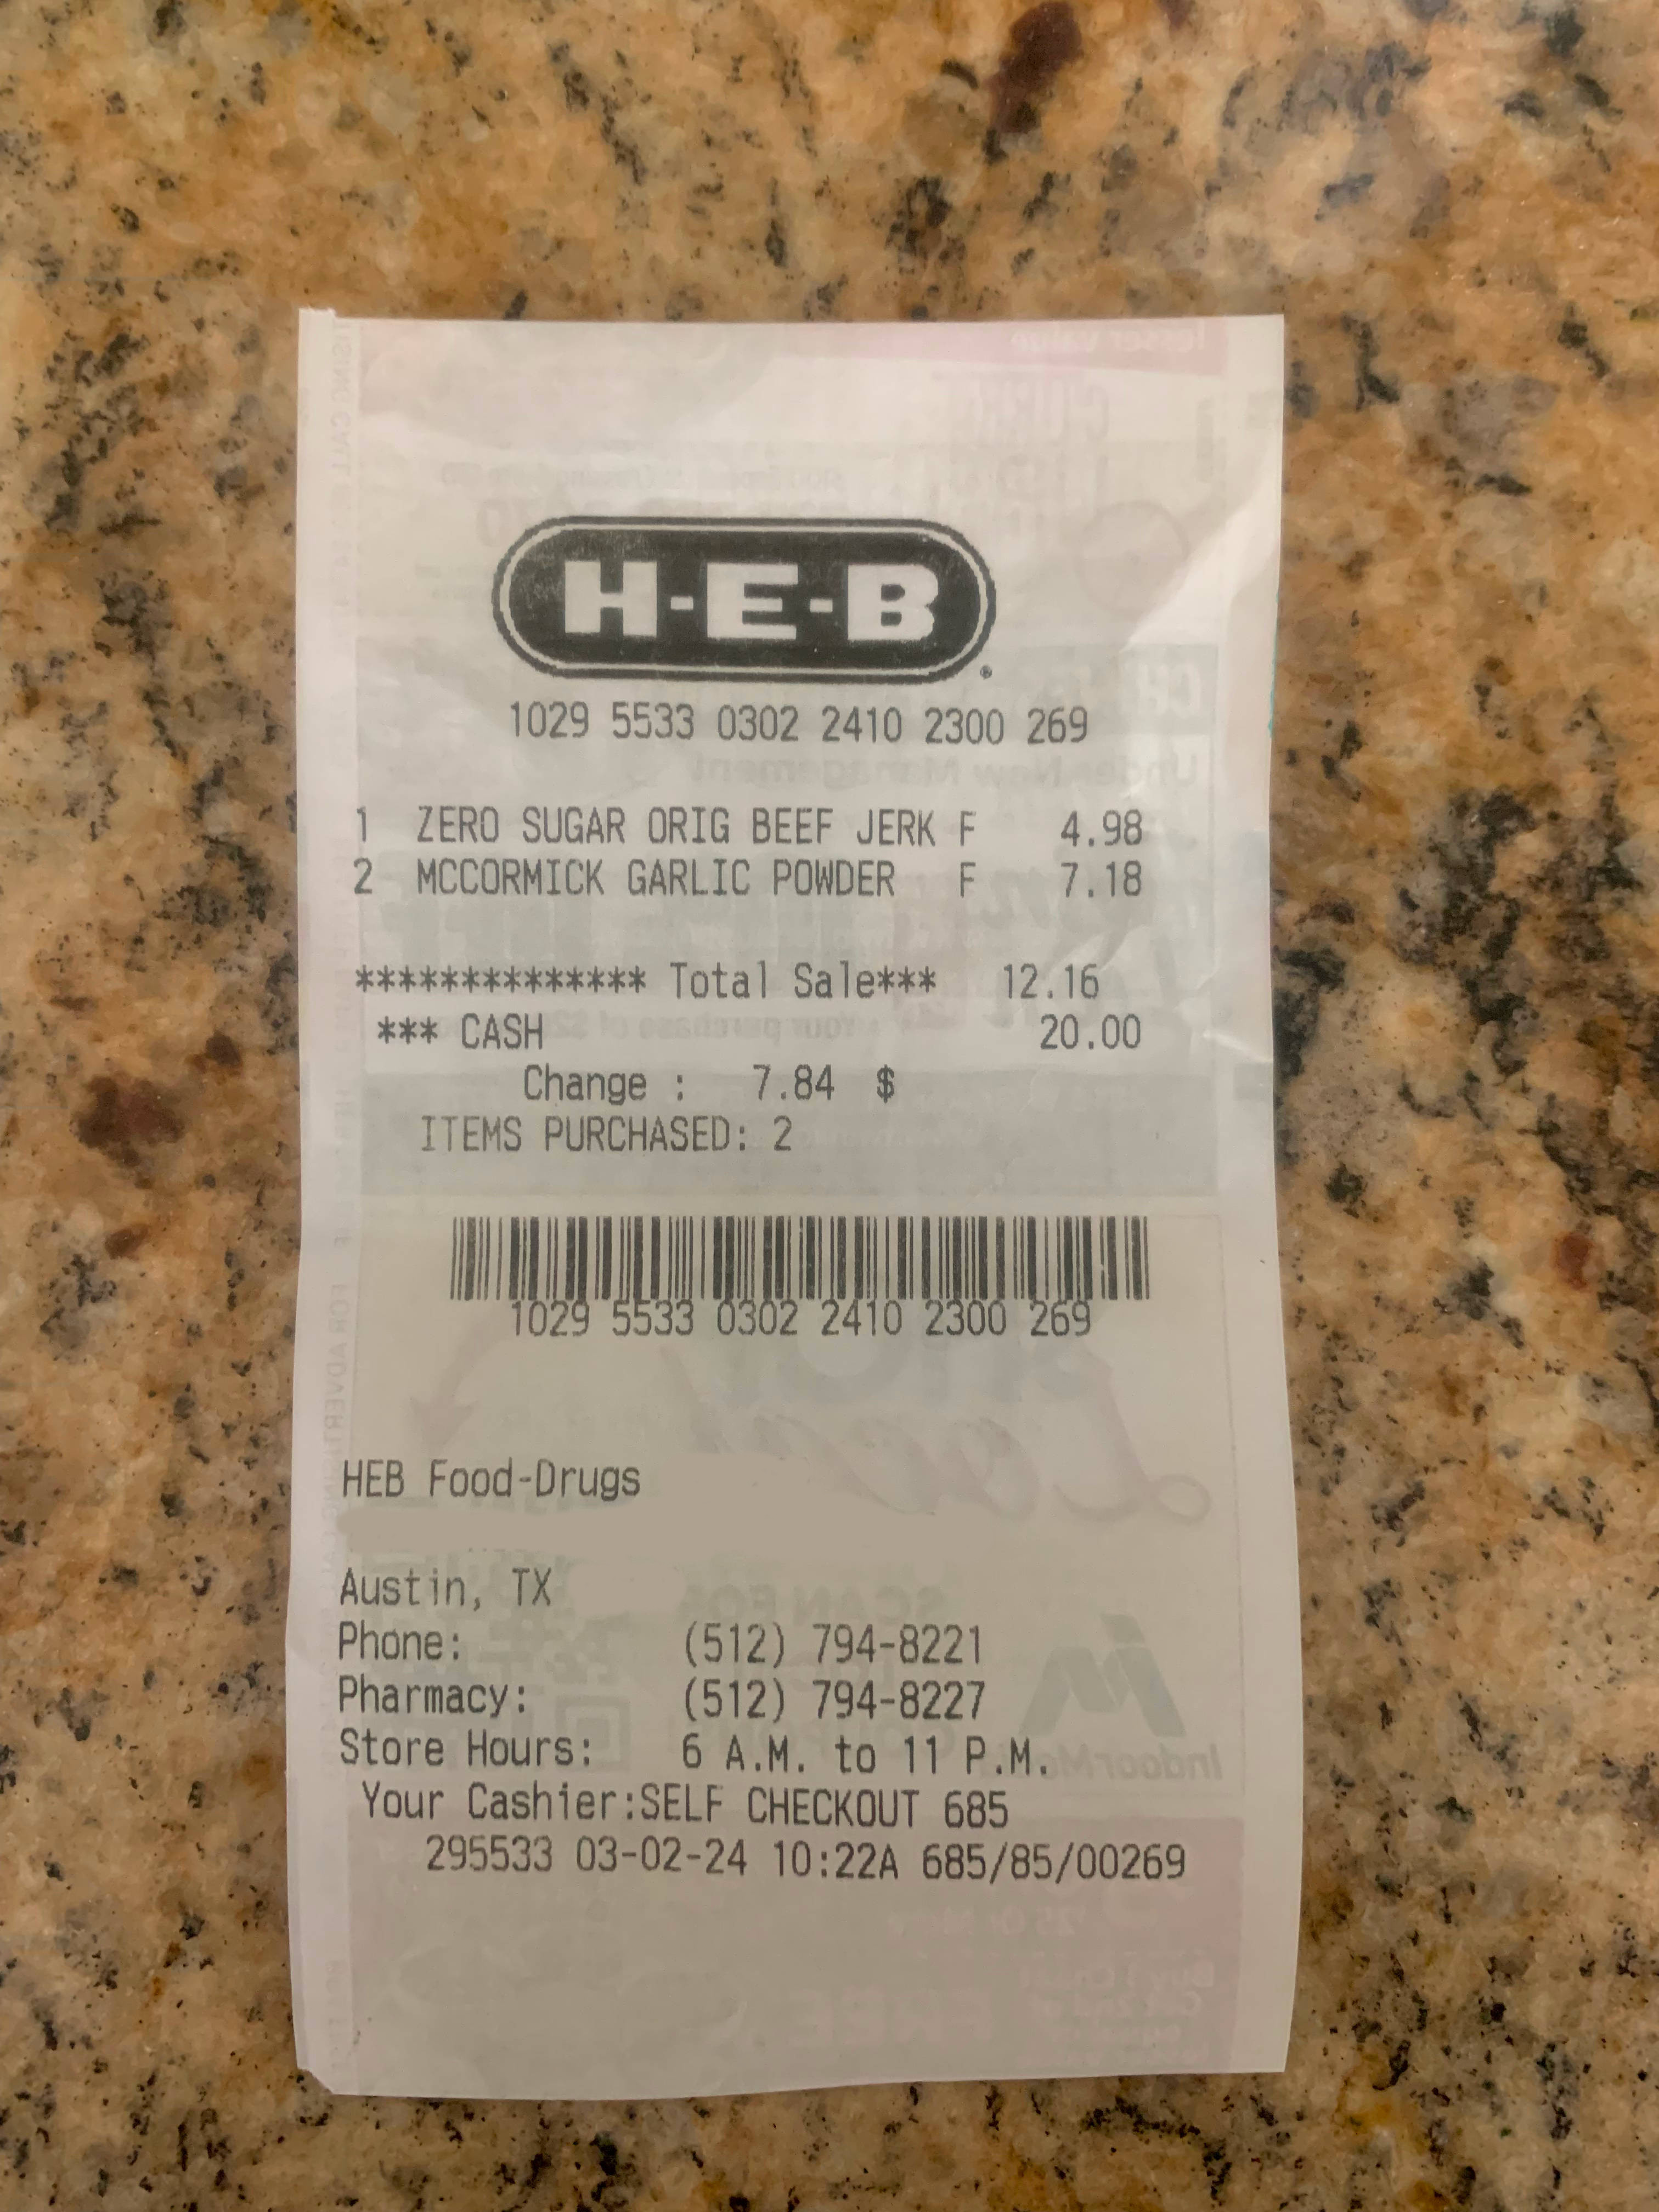 H-E-B
1029 5533 0302 2410 2300 269
1 ZERO SUGAR ORIG BEEF JERK F 4.98
2 MCCORMICK GARLIC POWDER F 7.18
************** Total Sale*** 12.16
*** CASH 20.00
Change : 7.84 $
ITEMS PURCHASED: 2
1029 5533 0302 2410 2300 269
HEB Food-Drugs
Austin, TX
Phone: (512) 794-8221
Pharmacy: (512) 794-8227
Store Hours: 6 A.M. to 11 P.M.
Your Cashier:SELF CHECKOUT 685
295533 03-02-24 10:22A 685/85/00269